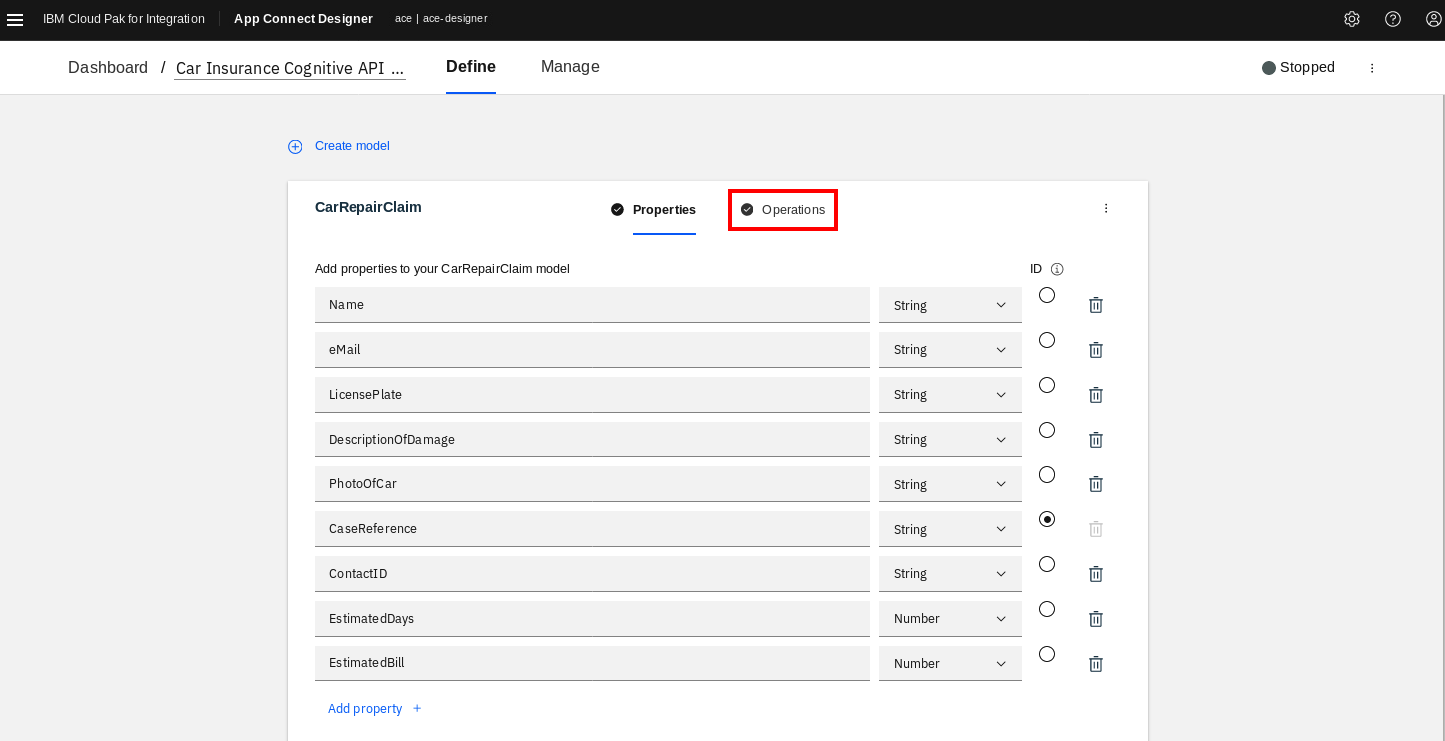 IBM Cloud Pak for Integration App Connect Designer ace | ace-designer
Dashboard / Car Insurance Cognitive API ... Define Manage Stopped
Create model
CarRepairClaim Properties Operations
Add properties to your CarRepairClaim model ID
Name String
eMail String
LicensePlate String
DescriptionOfDamage String
PhotoOfCar String
CaseReference String
ContactID String
EstimatedDays Number
EstimatedBill Number
Add property +